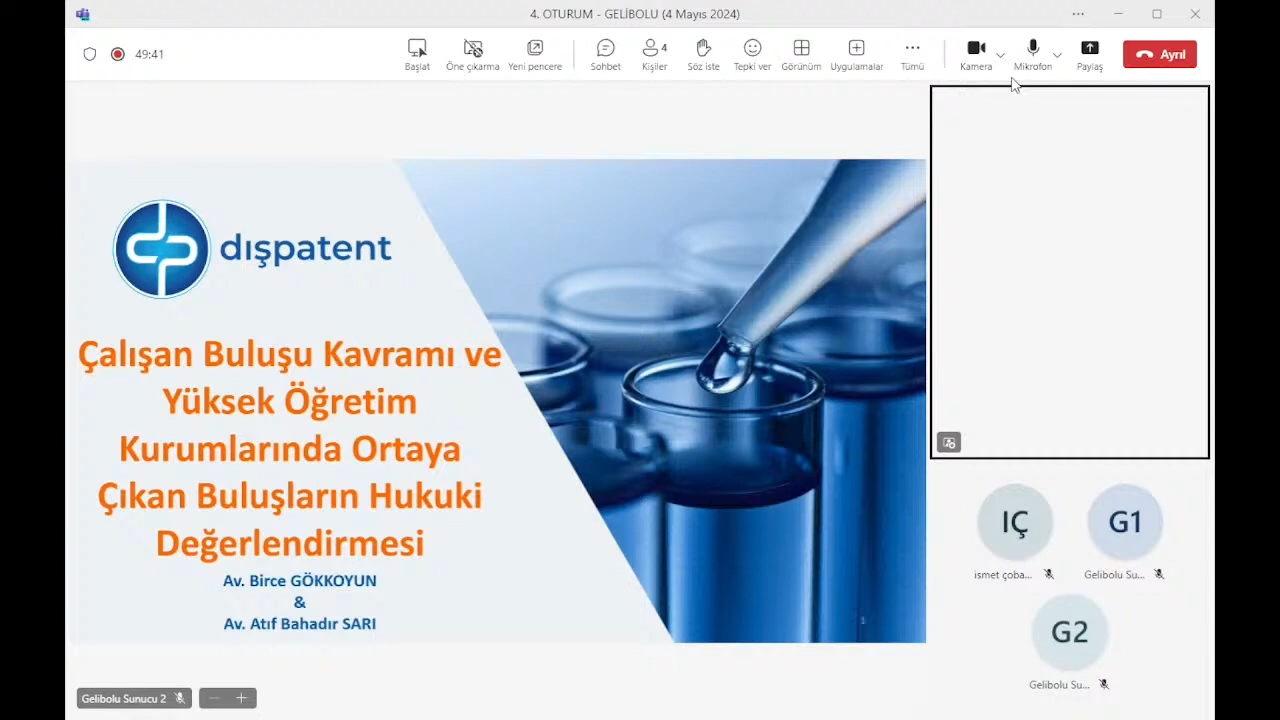 4. OTURUM - GELİBOLU (4 Mayıs 2024)
49:41
Başlat
Öne çıkarma
Yeni pencere
Sohbet
4
Kişiler
Söz iste
Tepki ver
Görünüm
Uygulamalar
Tümü
Kamera
Mikrofon
Paylaş
Ayrıl
dışpatent
Çalışan Buluşu Kavramı ve
Yüksek Öğretim
Kurumlarında Ortaya
Çıkan Buluşların Hukuki
Değerlendirmesi
Av. Birce GÖKKOYUN
&
Av. Atıf Bahadır SARI
IÇ
G1
ismet çoba...
Gelibolu Su...
G2
Gelibolu Su...
Gelibolu Sunucu 2